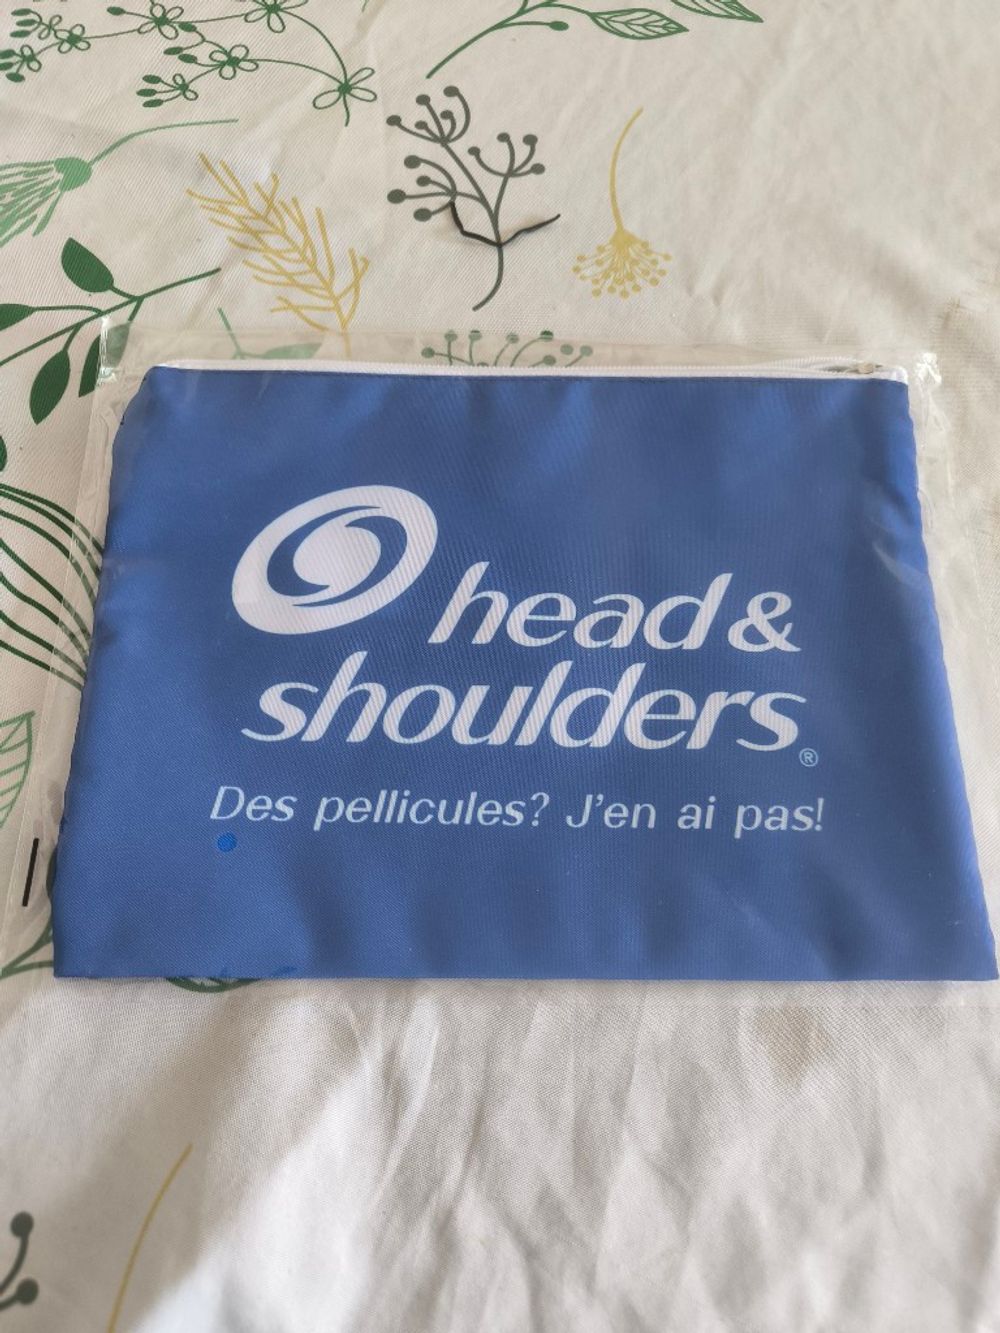 head &
shoulders®
Des pellicules? J'en ai pas!